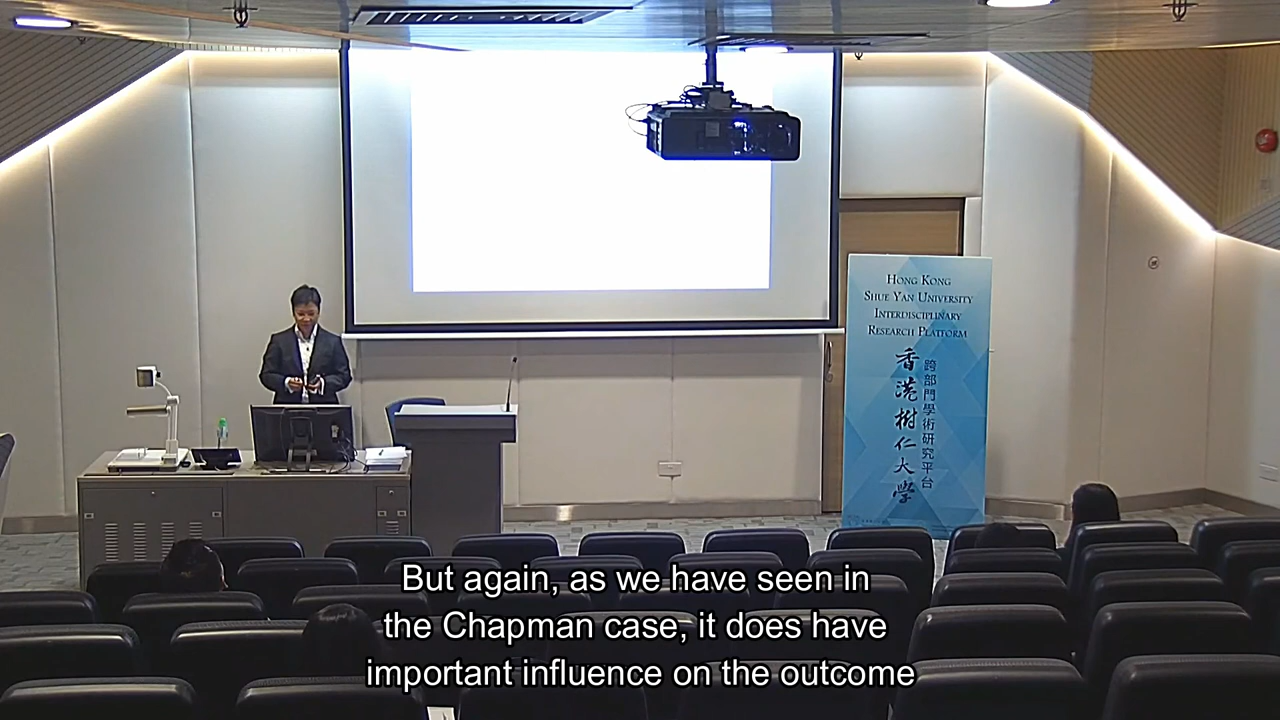 HONG KONG
SHUE YAN UNIVERSITY
INTERDISCIPLINARY
RESEARCH PLATFORM
香港樹仁大學
跨部門學術研究平台
But again, as we have seen in
the Chapman case, it does have
important influence on the outcome